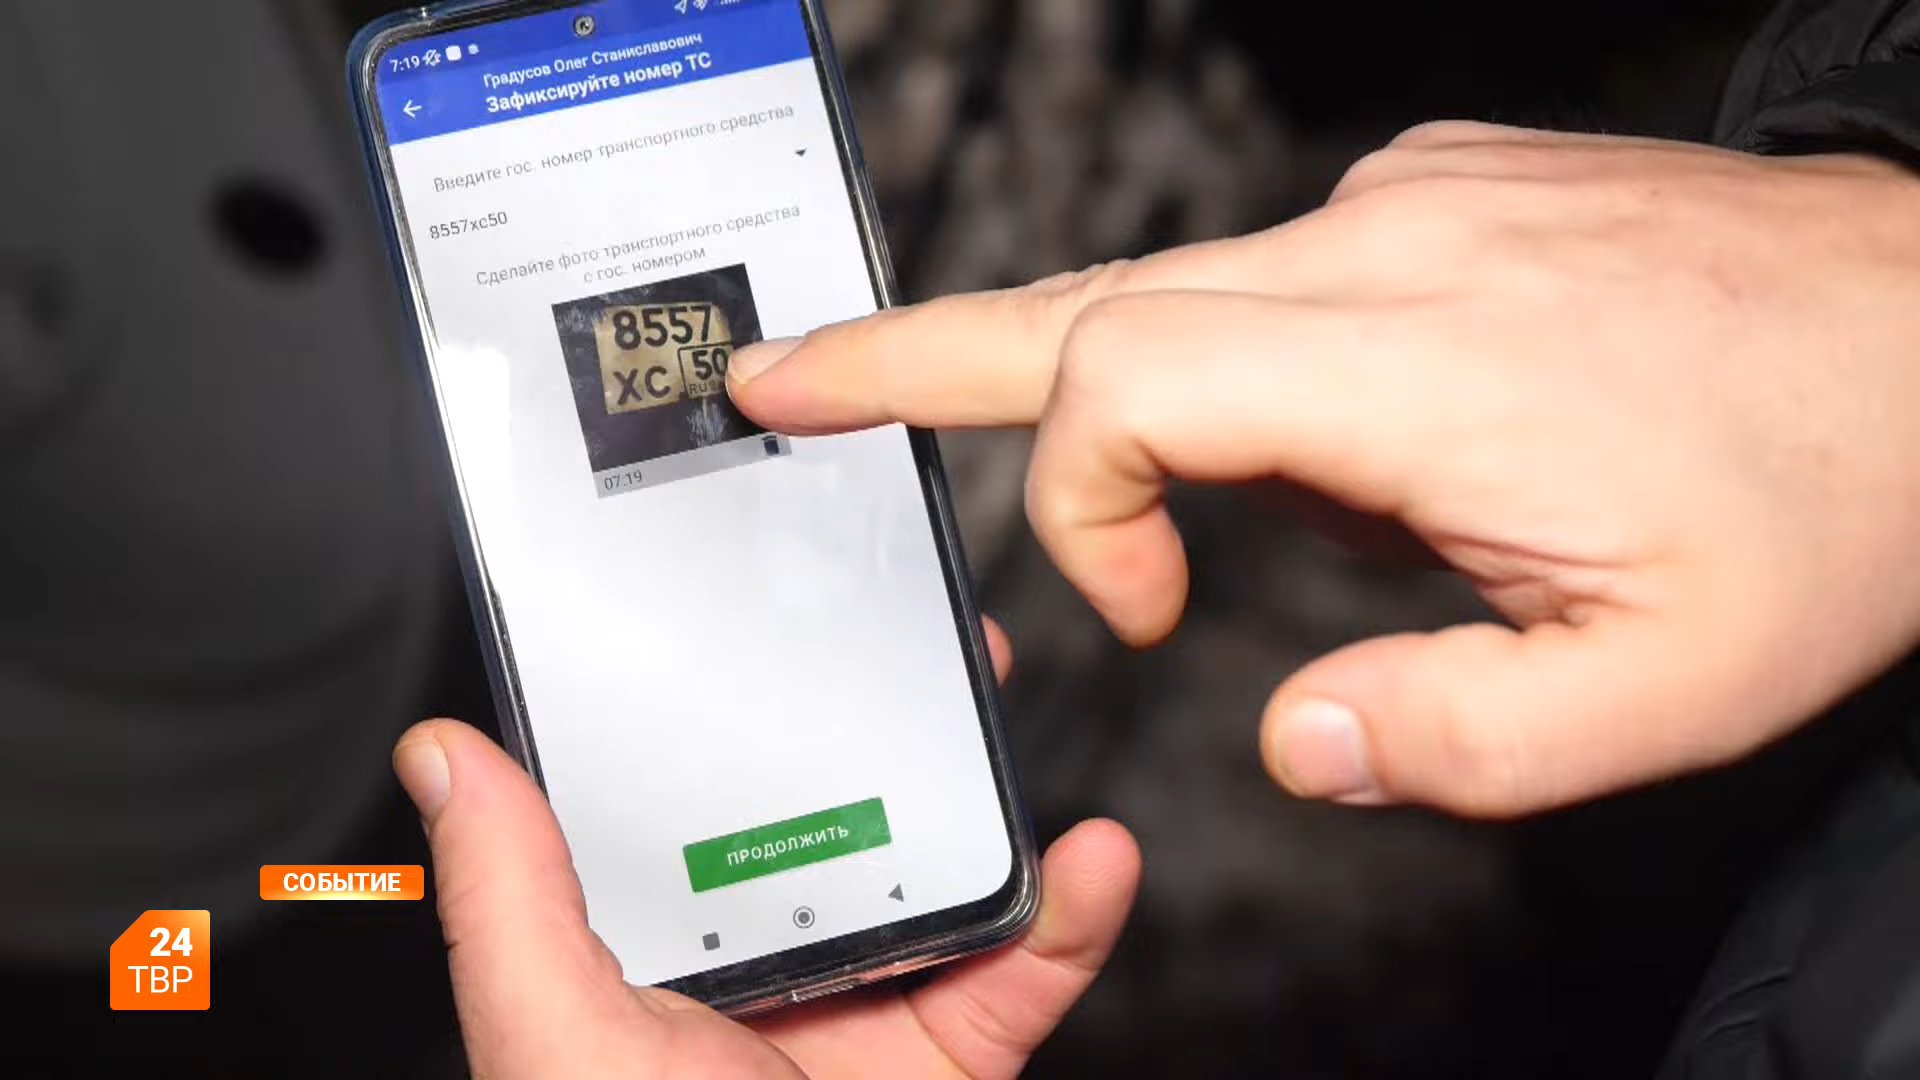 7:19
Градусов Олег Станиславович
Зафиксируйте номер ТС
Введите гос. номер транспортного средства
8557хс50
Сделайте фото транспортного средства
с гос. номером
8557
ХС 50
RUS
07:19
ПРОДОЛЖИТЬ
СОБЫТИЕ
24
ТВР